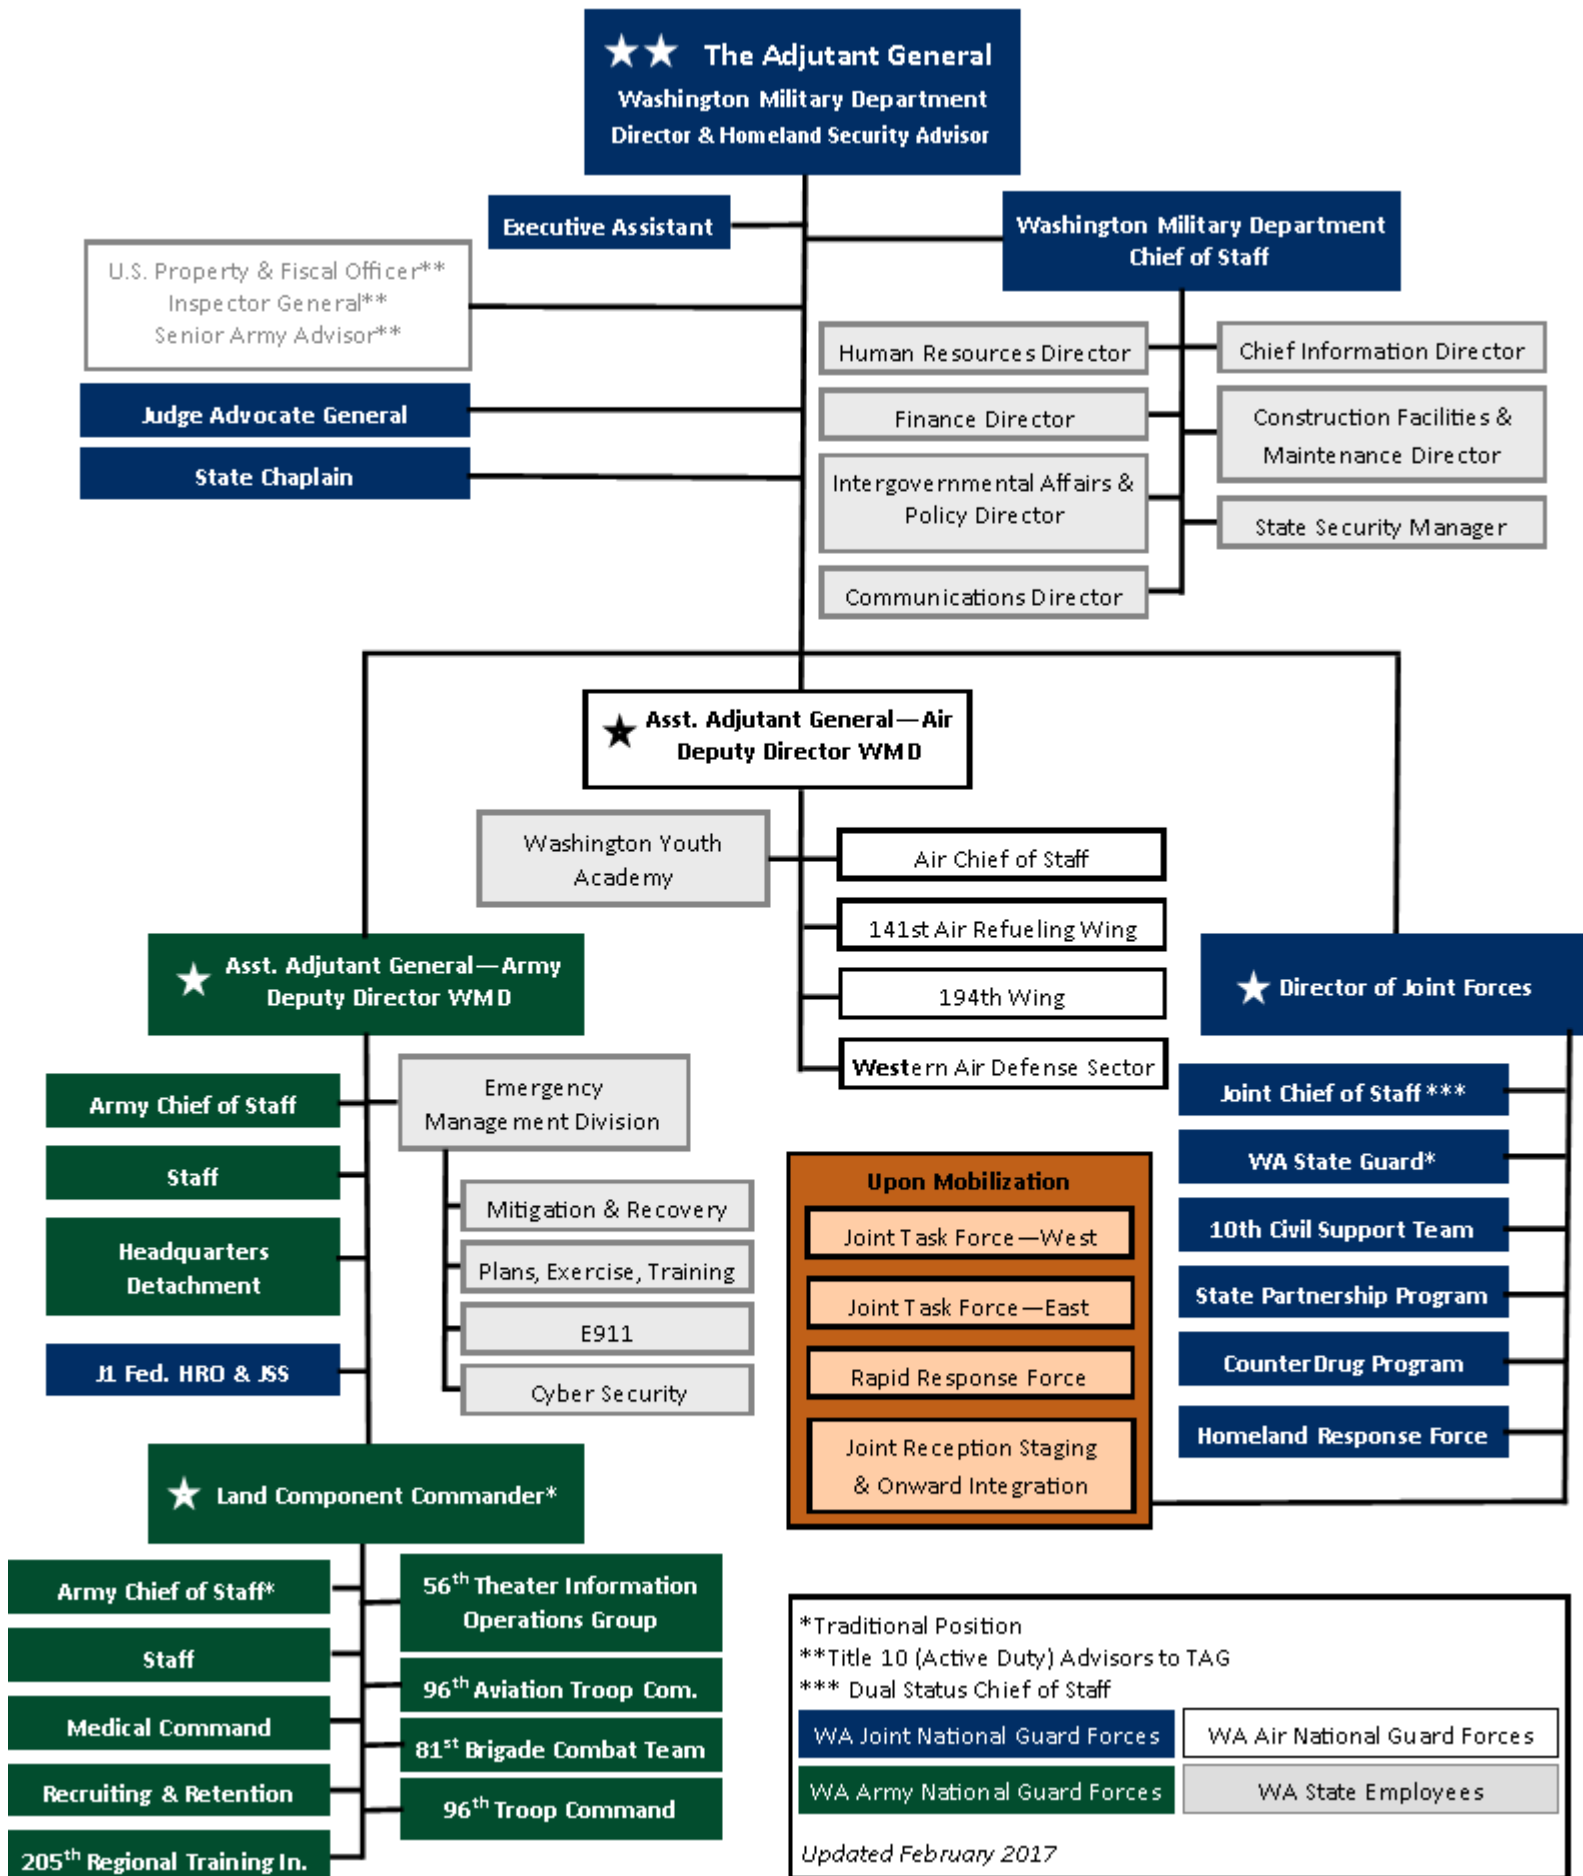 The Adjutant General
Washington Military Department
Director & Homeland Security Advisor
Executive Assistant
Washington Military Department
Chief of Staff
U.S. Property & Fiscal Officer**
Inspector General**
Senior Army Advisor**
Judge Advocate General
State Chaplain
Human Resources Director
Finance Director
Intergovernmental Affairs &
Policy Director
Communications Director
Chief Information Director
Construction Facilities &
Maintenance Director
State Security Manager
Asst. Adjutant General—Air
Deputy Director WMD
Washington Youth
Academy
Air Chief of Staff
141st Air Refueling Wing
194th Wing
Western Air Defense Sector
Asst. Adjutant General—Army
Deputy Director WMD
Army Chief of Staff
Staff
Headquarters
Detachment
J1 Fed. HRO & JSS
Emergency
Management Division
Mitigation & Recovery
Plans, Exercise, Training
E911
Cyber Security
Director of Joint Forces
Joint Chief of Staff ***
WA State Guard*
10th Civil Support Team
State Partnership Program
CounterDrug Program
Homeland Response Force
Upon Mobilization
Joint Task Force—West
Joint Task Force—East
Rapid Response Force
Joint Reception Staging
& Onward Integration
Land Component Commander*
Army Chief of Staff*
Staff
Medical Command
Recruiting & Retention
205th Regional Training In.
56th Theater Information
Operations Group
96th Aviation Troop Com.
81st Brigade Combat Team
96th Troop Command
*Traditional Position
**Title 10 (Active Duty) Advisors to TAG
*** Dual Status Chief of Staff
WA Joint National Guard Forces
WA Air National Guard Forces
WA Army National Guard Forces
WA State Employees
Updated February 2017